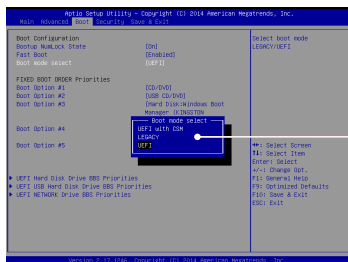 Aptio Setup Utility - Copyright (C) 2014 American Megatrends, Inc.
Main Advanced Boot Security Save & Exit
Boot Configuration
Bootup NumLock State [On]
Fast Boot [Enabled]
Boot mode select [UEFI]
FIXED BOOT ORDER Priorities
Boot Option #1 [CD/DVD]
Boot Option #2 [USB CD/DVD]
Boot Option #3 [Hard Disk:Windows Boot
Manager (KINGSTON
Boot mode select
Boot Option #4 UEFI with CSM
LEGACY
Boot Option #5 UEFI
UEFI Hard Disk Drive BBS Priorities
UEFI USB Hard Disk Drive BBS Priorities
UEFI NETWORK Drive BBS Priorities
Select boot mode
LEGACY/UEFI
↔: Select Screen
↑↓: Select Item
Enter: Select
+/-: Change Opt.
F1: General Help
F9: Optimized Defaults
F10: Save & Exit
ESC: Exit
Version 2.17.1246. Copyright (C) 2014 American Megatrends, Inc.